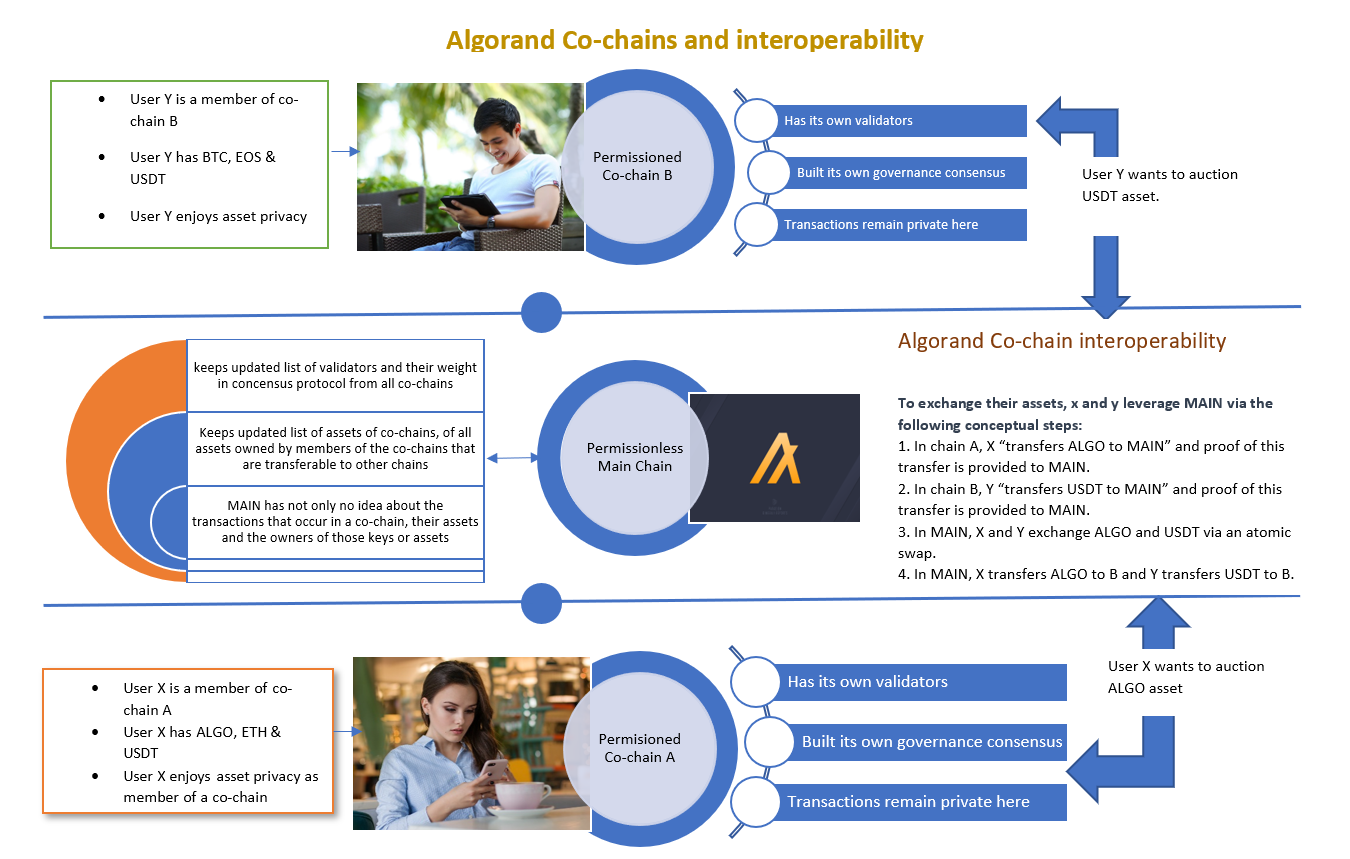 Algorand Co-chains and interoperability
• User Y is a member of co-
chain B
• User Y has BTC, EOS &
USDT
• User Y enjoys asset privacy
Permissioned
Co-chain B
Has its own validators
Built its own governance consensus
Transactions remain private here
User Y wants to auction
USDT asset.
keeps updated list of validators and their weight
in concensus protocol from all co-chains
Keeps updated list of assets of co-chains, of all
assets owned by members of the co-chains that
are transferable to other chains
MAIN has not only no idea about the
transactions that occur in a co-chain, their assets
and the owners of those keys or assets
Permissionless
Main Chain
Algorand Co-chain interoperability
To exchange their assets, x and y leverage MAIN via the
following conceptual steps:
1. In chain A, X “transfers ALGO to MAIN” and proof of this
transfer is provided to MAIN.
2. In chain B, Y “transfers USDT to MAIN” and proof of this
transfer is provided to MAIN.
3. In MAIN, X and Y exchange ALGO and USDT via an atomic
swap.
4. In MAIN, X transfers ALGO to B and Y transfers USDT to B.
• User X is a member of co-
chain A
• User X has ALGO, ETH &
USDT
• User X enjoys asset privacy as
member of a co-chain
Permisioned
Co-chain A
Has its own validators
Built its own governance consensus
Transactions remain private here
User X wants to auction
ALGO asset